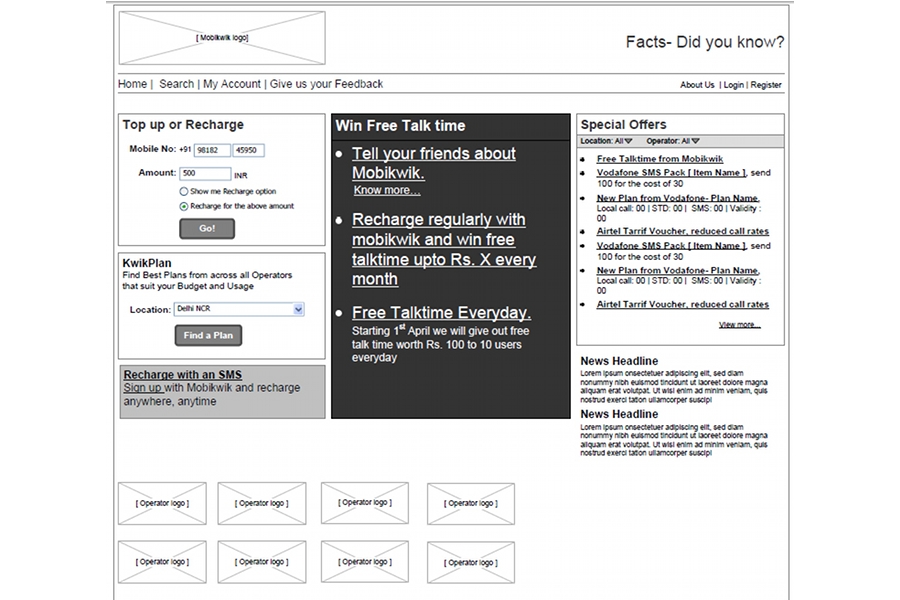 [ Mobikwik logo]
Facts- Did you know?
Home | Search | My Account | Give us your Feedback
About Us | Login | Register
Top up or Recharge
Mobile No: +91 98182 45950
Amount: 500 INR
Show me Recharge option
Recharge for the above amount
Go!
KwikPlan
Find Best Plans from across all Operators
that suit your Budget and Usage
Location: Delhi NCR
Find a Plan
Recharge with an SMS
Sign up with Mobikwik and recharge
anywhere, anytime
Win Free Talk time
Tell your friends about
Mobikwik.
Know more...
Recharge regularly with
mobikwik and win free
talktime upto Rs. X every
month
Free Talktime Everyday.
Starting 1st April we will give out free
talk time worth Rs. 100 to 10 users
everyday
Special Offers
Location: All Operator: All
Free Talktime from Mobikwik
Vodafone SMS Pack [ Item Name ], send
100 for the cost of 30
New Plan from Vodafone- Plan Name,
Local call: 00 | STD: 00 | SMS: 00 | Validity :
00
Airtel Tarrif Voucher, reduced call rates
Vodafone SMS Pack [ Item Name ], send
100 for the cost of 30
New Plan from Vodafone- Plan Name,
Local call: 00 | STD: 00 | SMS: 00 | Validity :
00
Airtel Tarrif Voucher, reduced call rates
View more...
News Headline
Lorem ipsum onsectetuer adipiscing elit, sed diam
nonummy nibh euismod tincidunt ut laoreet dolore magna
aliquam erat volutpat. Ut wisi enim ad minim veniam, quis
nostrud exerci tation ullamcorper suscipi
News Headline
Lorem ipsum onsectetuer adipiscing elit, sed diam
nonummy nibh euismod tincidunt ut laoreet dolore magna
aliquam erat volutpat. Ut wisi enim ad minim veniam, quis
nostrud exerci tation ullamcorper suscipi
[ Operator logo ] [ Operator logo ] [ Operator logo ] [ Operator logo ]
[ Operator logo ] [ Operator logo ] [ Operator logo ] [ Operator logo ]